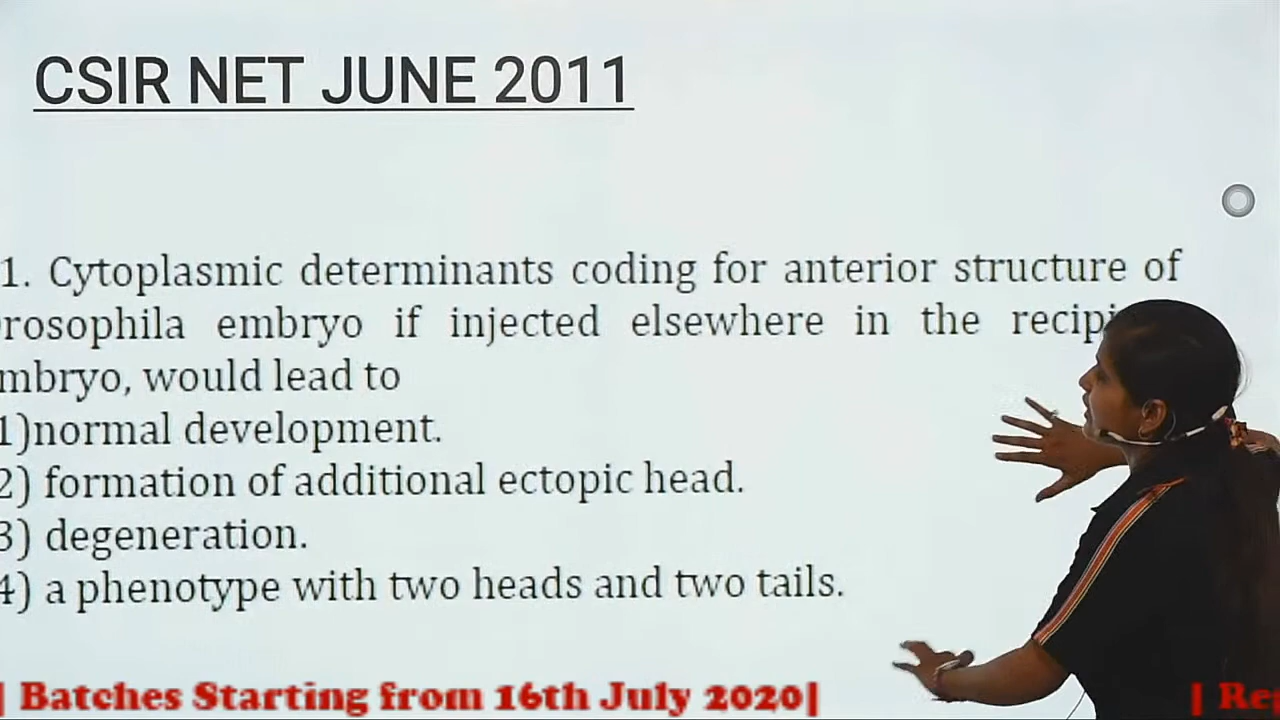 CSIR NET JUNE 2011
1. Cytoplasmic determinants coding for anterior structure of
rosophila embryo if injected elsewhere in the recipi
mbryo, would lead to
1)normal development.
2) formation of additional ectopic head.
3) degeneration.
4) a phenotype with two heads and two tails.
| Batches Starting from 16th July 2020| | Reg